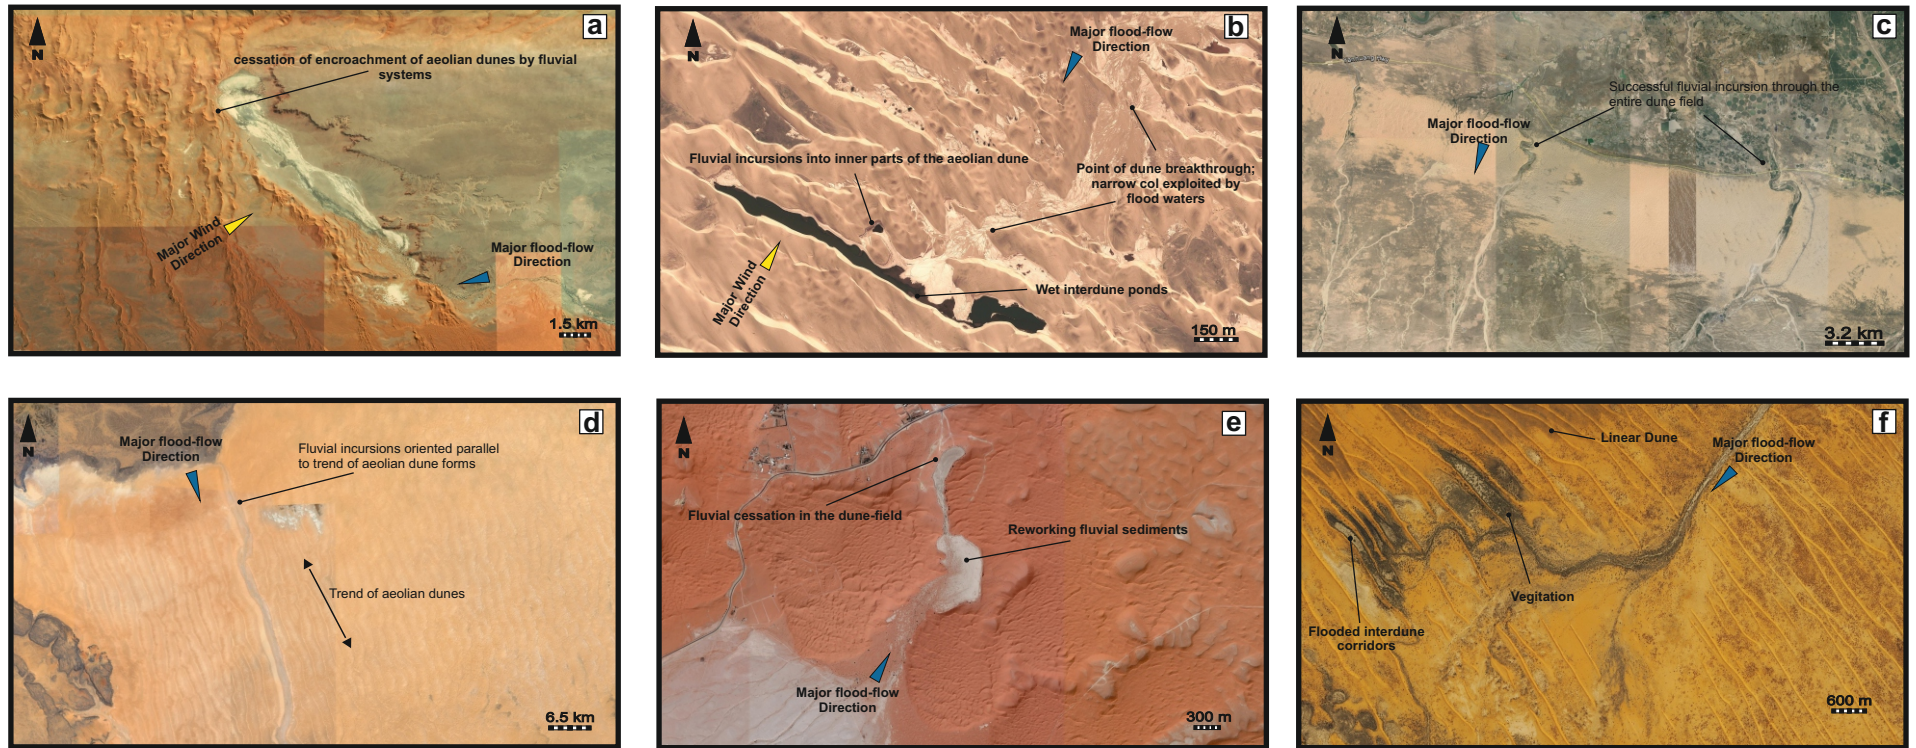 a
N
cessation of encroachment of aeolian dunes by fluvial
systems
Major Wind
Direction
Major flood-flow
Direction
1.5 km
b
N
Major flood-flow
Direction
Fluvial incursions into inner parts of the aeolian dune
Point of dune breakthrough;
narrow col exploited by
flood waters
Major Wind
Direction
Wet interdune ponds
150 m
c
N
Successful fluvial incursion through the
entire dune field
Major flood-flow
Direction
3.2 km
d
N
Major flood-flow
Direction
Fluvial incursions oriented parallel
to trend of aeolian dune forms
Trend of aeolian dunes
6.5 km
e
N
Fluvial cessation in the dune-field
Reworking fluvial sediments
Major flood-flow
Direction
300 m
f
N
Linear Dune
Major flood-flow
Direction
Vegitation
Flooded interdune
corridors
600 m